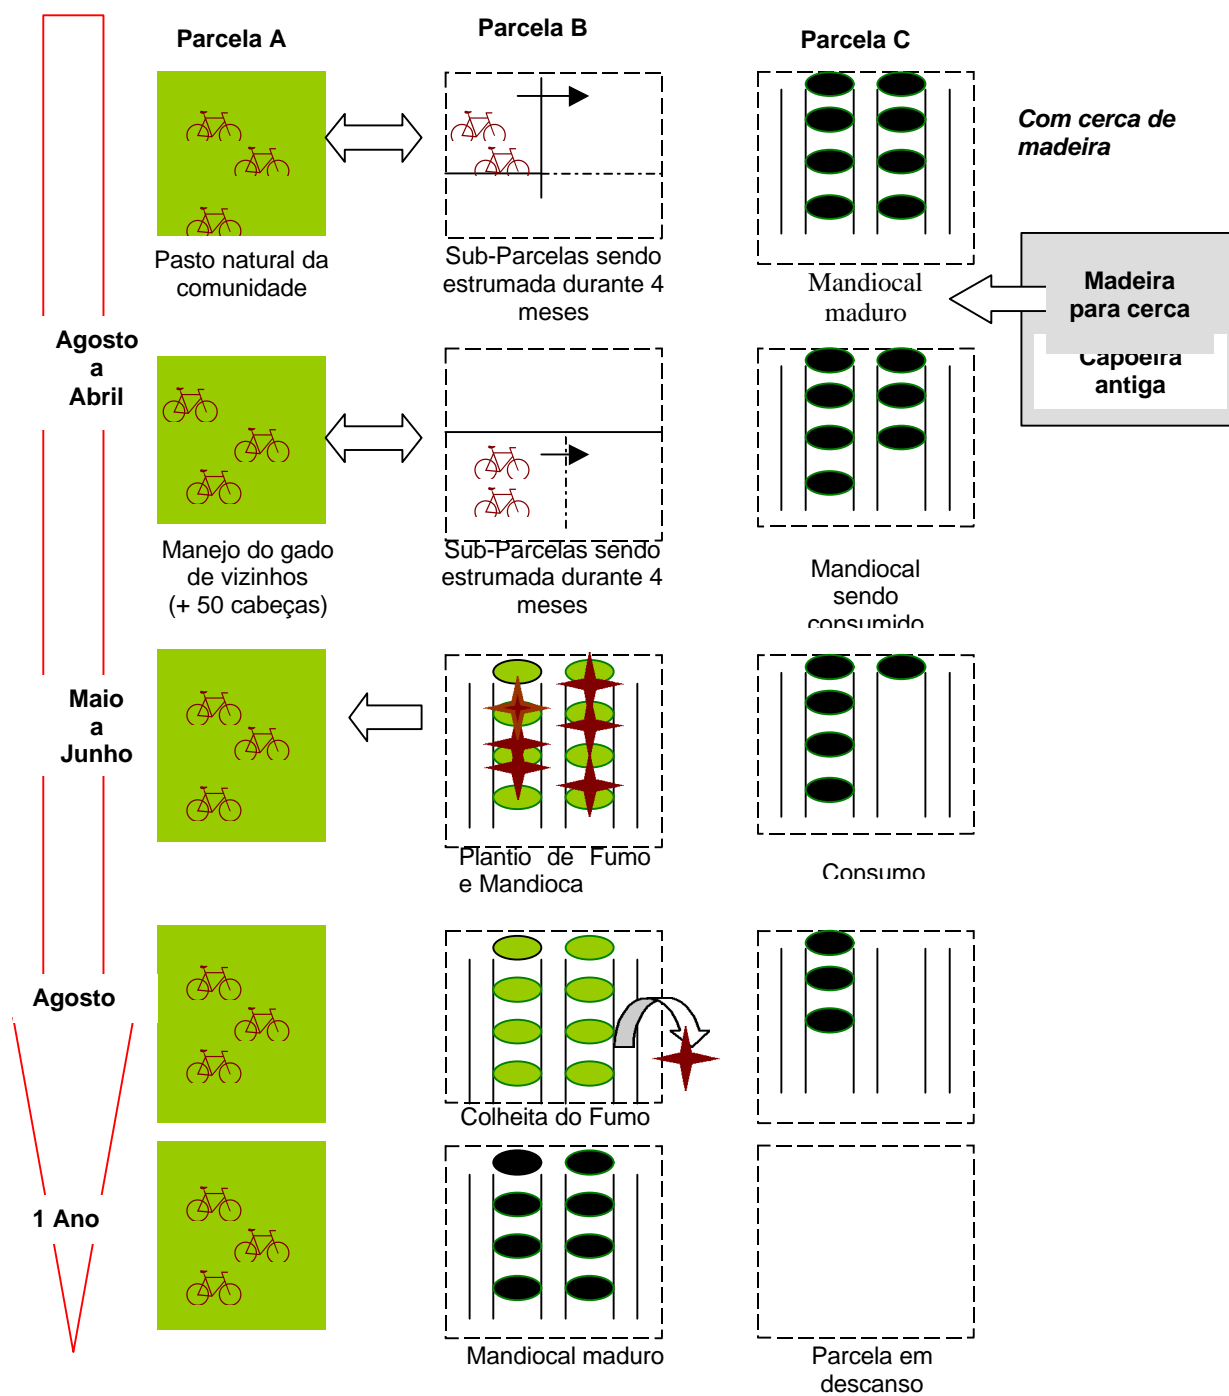 Parcela A
Parcela B
Parcela C
Com cerca de
madeira
Pasto natural da
comunidade
Sub-Parcelas sendo
estrumada durante 4
meses
Mandiocal
maduro
Madeira
para cerca
Capoeira
antiga
Agosto
a
Abril
Manejo do gado
de vizinhos
(+ 50 cabeças)
Sub-Parcelas sendo
estrumada durante 4
meses
Mandiocal
sendo
consumido
Maio
a
Junho
Plantio de Fumo
e Mandioca
Consumo
Agosto
Colheita do Fumo
1 Ano
Mandiocal maduro
Parcela em
descanso